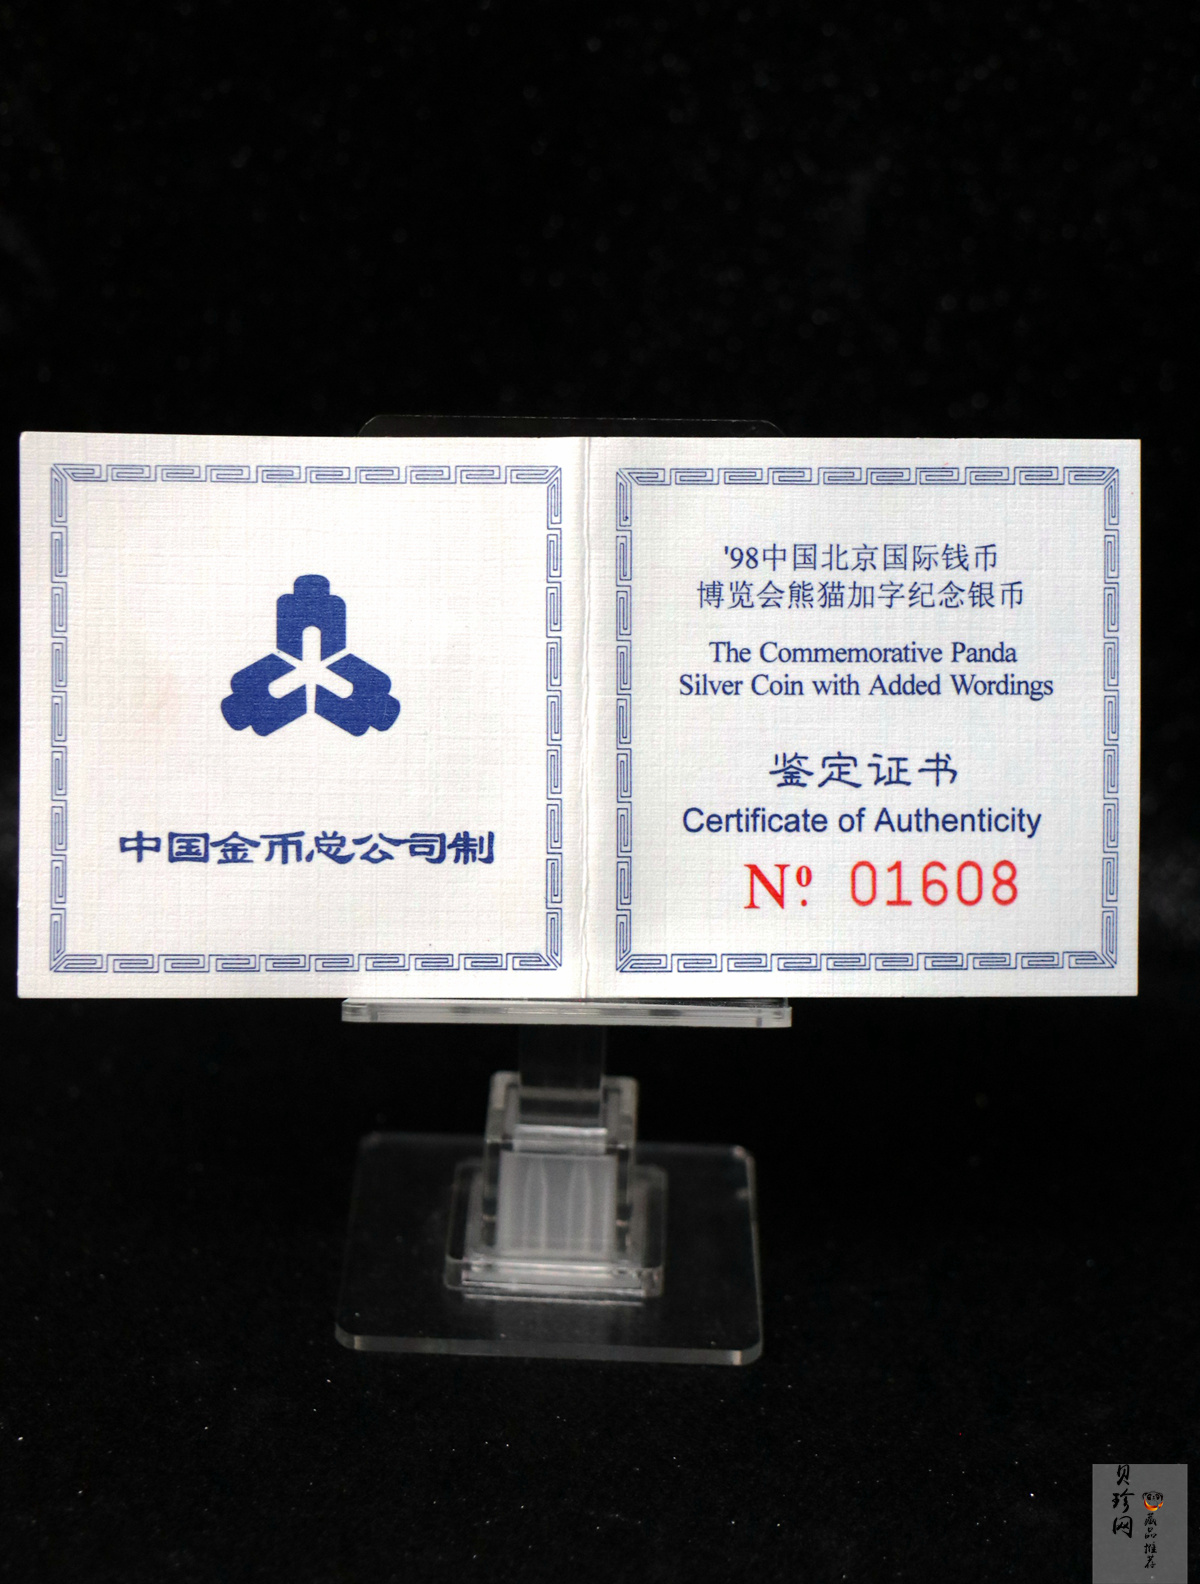 中国金币总公司制
'98中国北京国际钱币
博览会熊猫加字纪念银币
The Commemorative Panda
Silver Coin with Added Wordings
鉴定证书
Certificate of Authenticity
Nº. 01608
贝珍网
藏品推荐